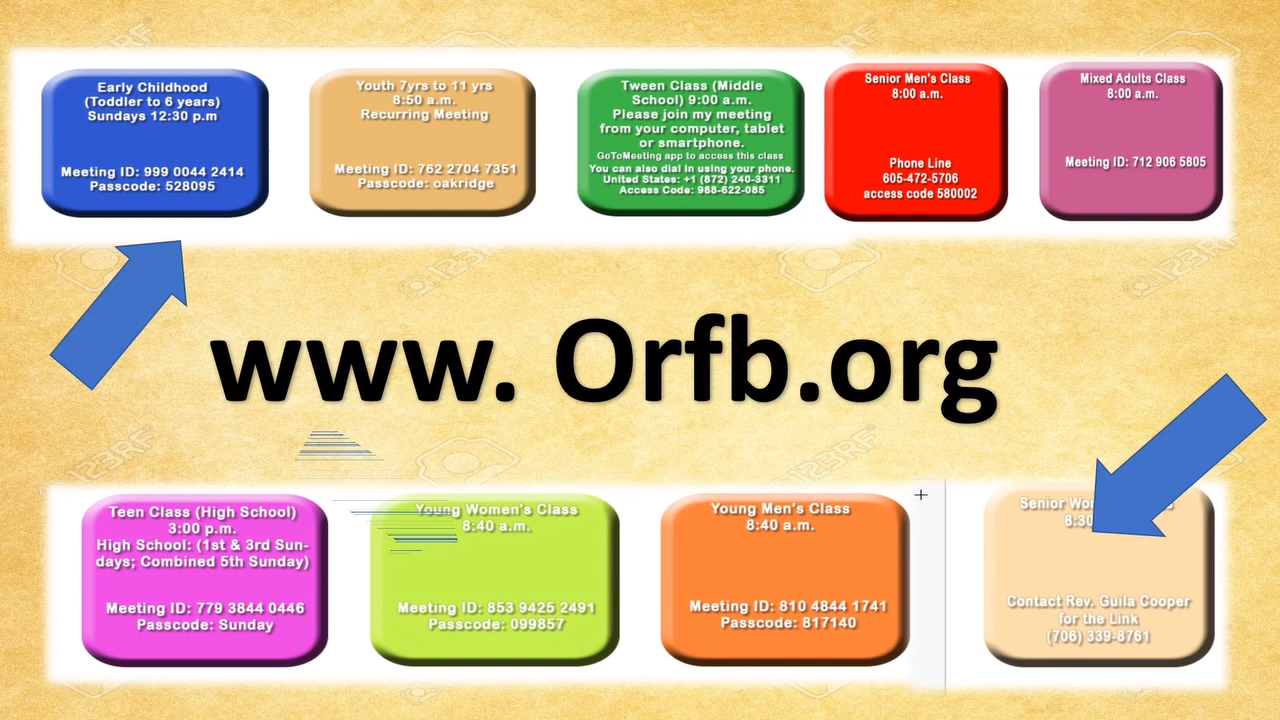 Early Childhood
(Toddler to 6 years)
Sundays 12:30 p.m
Meeting ID: 999 0044 2414
Passcode: 528095
Youth 7yrs to 11 yrs
8:50 a.m.
Recurring Meeting
Meeting ID: 762 2704 7351
Passcode: oakridge
Tween Class (Middle
School) 9:00 a.m.
Please join my meeting
from your computer, tablet
or smartphone.
GoToMeeting app to access this class
You can also dial in using your phone.
United States: +1 (872) 240-3311
Access Code: 988-622-085
Senior Men's Class
8:00 a.m.
Phone Line
605-472-5706
access code 580002
Mixed Adults Class
8:00 a.m.
Meeting ID: 712 906 5805
www. Orfb.org
Teen Class (High School)
3:00 p.m.
High School: (1st & 3rd Sun-
days; Combined 5th Sunday)
Meeting ID: 779 3844 0446
Passcode: Sunday
Young Women's Class
8:40 a.m.
Meeting ID: 853 9425 2491
Passcode: 099857
Young Men's Class
8:40 a.m.
Meeting ID: 810 4844 1741
Passcode: 817140
Senior
8:30
Contact Rev. Guila Cooper
for the Link
(706) 339-8761